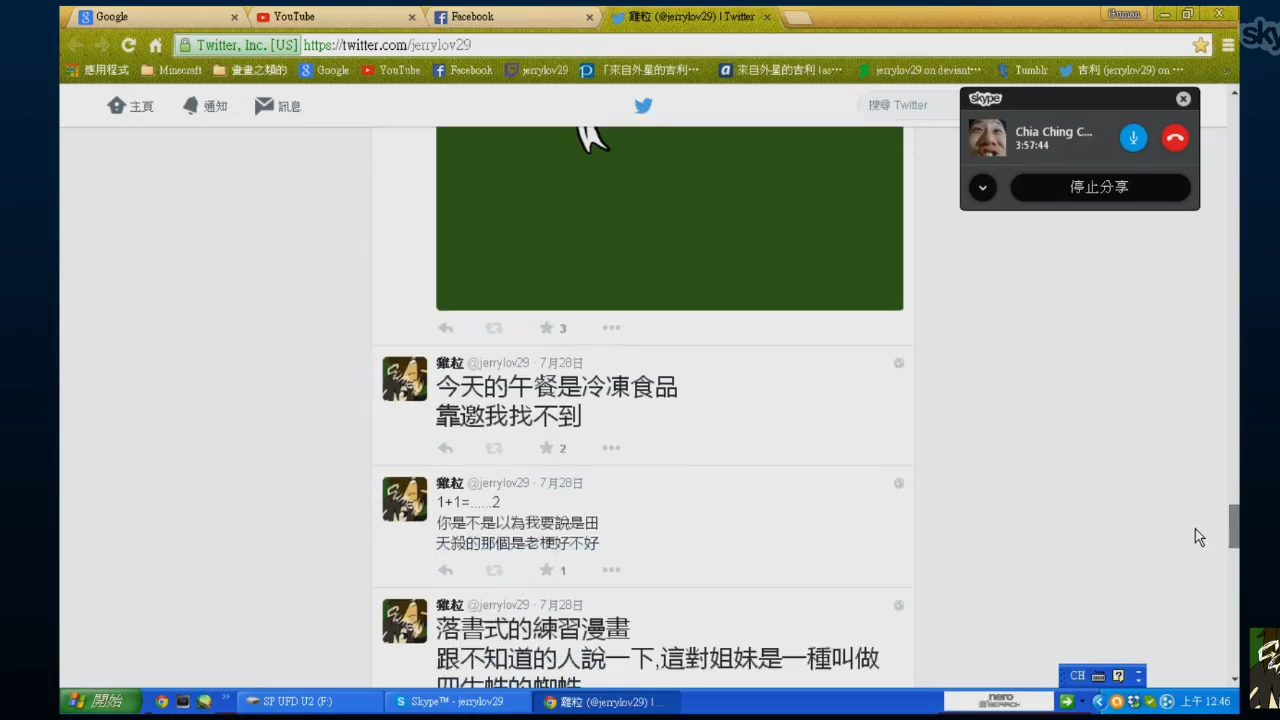 Google
YouTube
Facebook
雞粒 (@jerrylov29) | Twitter
Guman
Twitter, Inc. [US] https://twitter.com/jerrylov29
應用程式
Minecraft
畫畫之類的
Google
YouTube
Facebook
jerrylov29
「來自外星的吉利…
來自外星的吉利 (as…
jerrylov29 on deviant…
Tumblr
吉利 (jerrylov29) on …
主頁
通知
訊息
搜尋 Twitter
skype
Chia Ching C...
3:57:44
停止分享
3
雞粒 @jerrylov29 · 7月28日
今天的午餐是冷凍食品
靠邀我找不到
2
雞粒 @jerrylov29 · 7月28日
1+1=......2
你是不是以為我要說是田
天殺的那個是老梗好不好
1
雞粒 @jerrylov29 · 7月28日
落書式的練習漫畫
跟不知道的人說一下,這對姐妹是一種叫做
CH
開始
SP UFD U2 (F:)
Skype™ - jerrylov29
雞粒 (@jerrylov29) |...
nero
SEARCH
上午 12:46